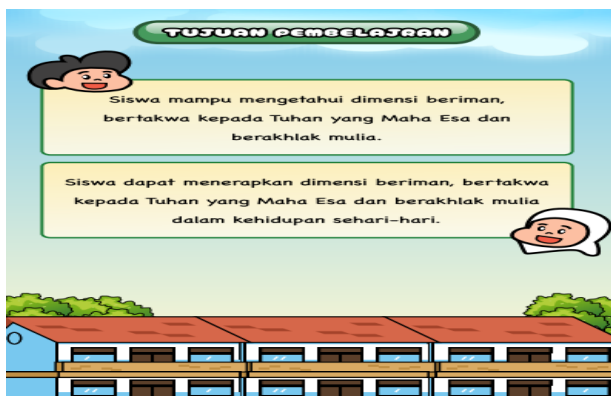 TUJUAN PEMBELAJRAN
Siswa mampu mengetahui dimensi beriman,
bertakwa kepada Tuhan yang Maha Esa dan
berakhlak mulia.
Siswa dapat menerapkan dimensi beriman, bertakwa
kepada Tuhan yang Maha Esa dan berakhlak mulia
dalam kehidupan sehari-hari.